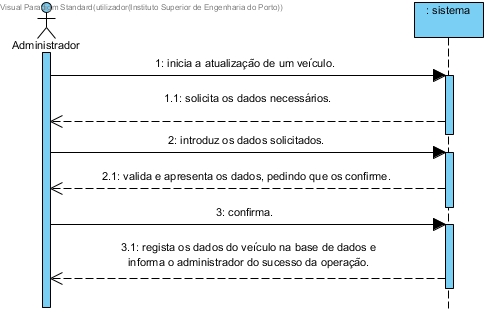 Visual Paradigm Standard(utilizador(Instituto Superior de Engenharia do Porto))
: sistema
Administrador
1: inicia a atualização de um veículo.
1.1: solicita os dados necessários.
2: introduz os dados solicitados.
2.1: valida e apresenta os dados, pedindo que os confirme.
3: confirma.
3.1: regista os dados do veículo na base de dados e
informa o administrador do sucesso da operação.